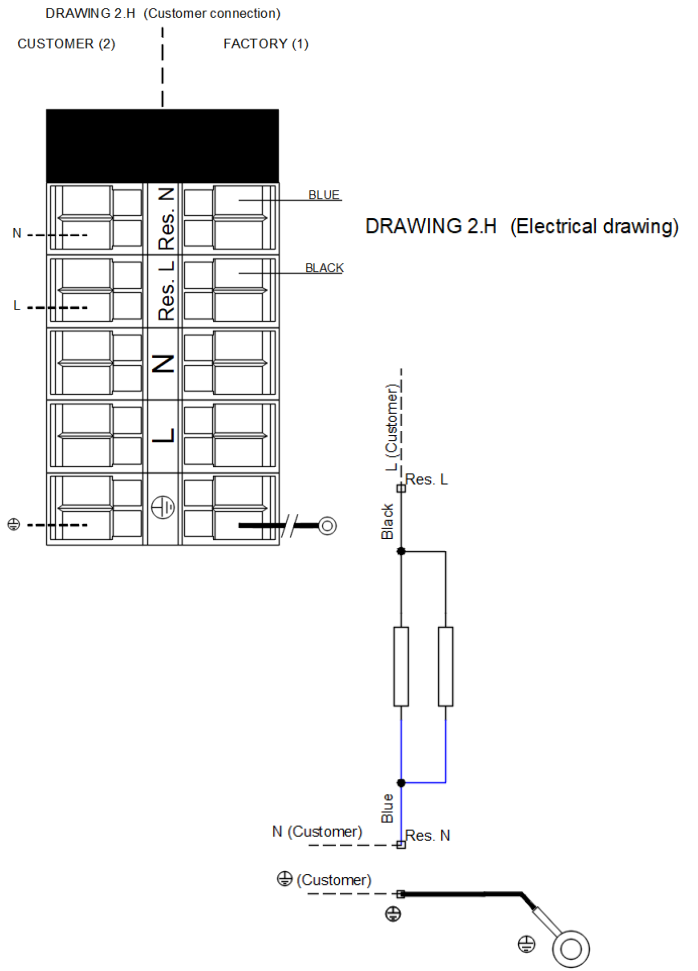 DRAWING 2.H (Customer connection)
CUSTOMER (2)
FACTORY (1)
Res. N
BLUE
N
Res. L
BLACK
L
N
L
DRAWING 2.H (Electrical drawing)
L (Customer)
Res. L
Black
Blue
N (Customer)
Res. N
(Customer)